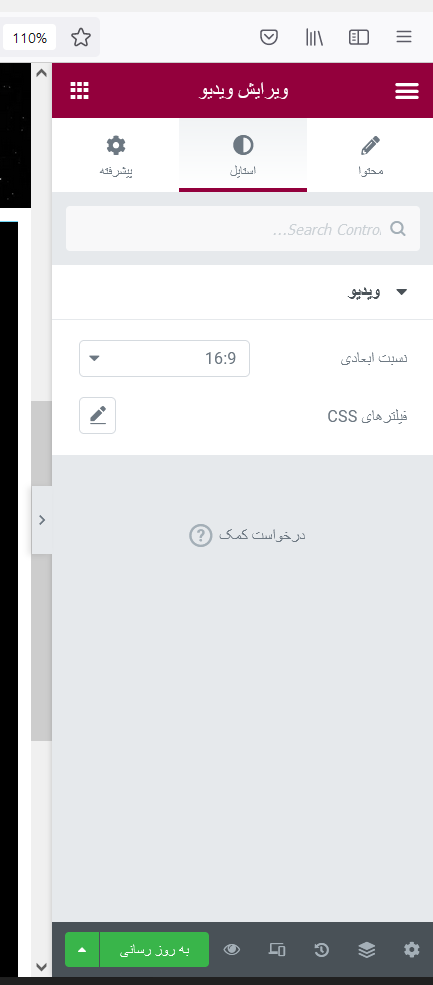 110%
ویرایش ویدیو
محتوا
استایل
پیشرفته
Search Control...
ویدیو
نسبت ابعادی
16:9
فیلترهای CSS
درخواست کمک
به روز رسانی